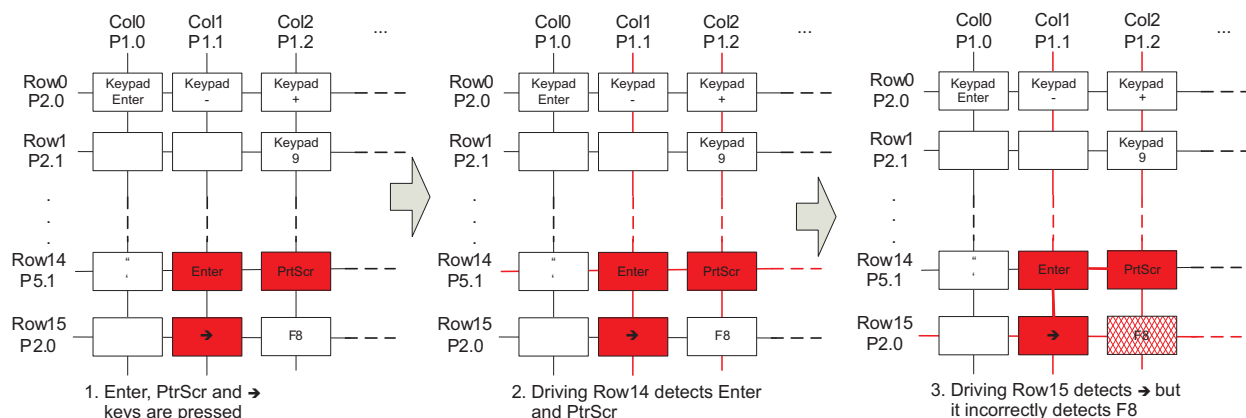 Col0 Col1 Col2
P1.0 P1.1 P1.2 ...
Row0 P2.0 Keypad Enter Keypad - Keypad +
Row1 P2.1 Keypad 9
. . .
Row14 P5.1 “ ‘ Enter PrtScr
Row15 P2.0 ➔ F8
1. Enter, PtrScr and ➔
keys are pressed
Col0 Col1 Col2
P1.0 P1.1 P1.2 ...
Row0 P2.0 Keypad Enter Keypad - Keypad +
Row1 P2.1 Keypad 9
. . .
Row14 P5.1 “ ‘ Enter PrtScr
Row15 P2.0 ➔ F8
2. Driving Row14 detects Enter
and PtrScr
Col0 Col1 Col2
P1.0 P1.1 P1.2 ...
Row0 P2.0 Keypad Enter Keypad - Keypad +
Row1 P2.1 Keypad 9
. . .
Row14 P5.1 “ ‘ Enter PrtScr
Row15 P2.0 ➔ F8
3. Driving Row15 detects ➔ but
it incorrectly detects F8